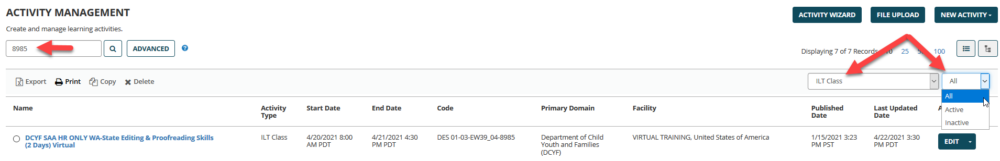 ACTIVITY MANAGEMENT
ACTIVITY WIZARD
FILE UPLOAD
NEW ACTIVITY
Create and manage learning activities.
8985
ADVANCED
?
Displaying 7 of 7 Records 10 25 100
Export Print Copy Delete
ILT Class
All
All
Active
Inactive
Name
Activity
Type
Start Date
End Date
Code
Primary Domain
Facility
Published
Date
Last Updated
Date
DCYF SAA HR ONLY WA-State Editing & Proofreading Skills
(2 Days) Virtual
ILT Class
4/20/2021 8:00
AM PDT
4/21/2021 4:30
PM PDT
DES 01-03-EW39_04-8985
Department of Child
Youth and Families
(DCYF)
VIRTUAL TRAINING, United States of America
1/15/2021 3:23
PM PST
4/22/2021 3:30
PM PDT
EDIT